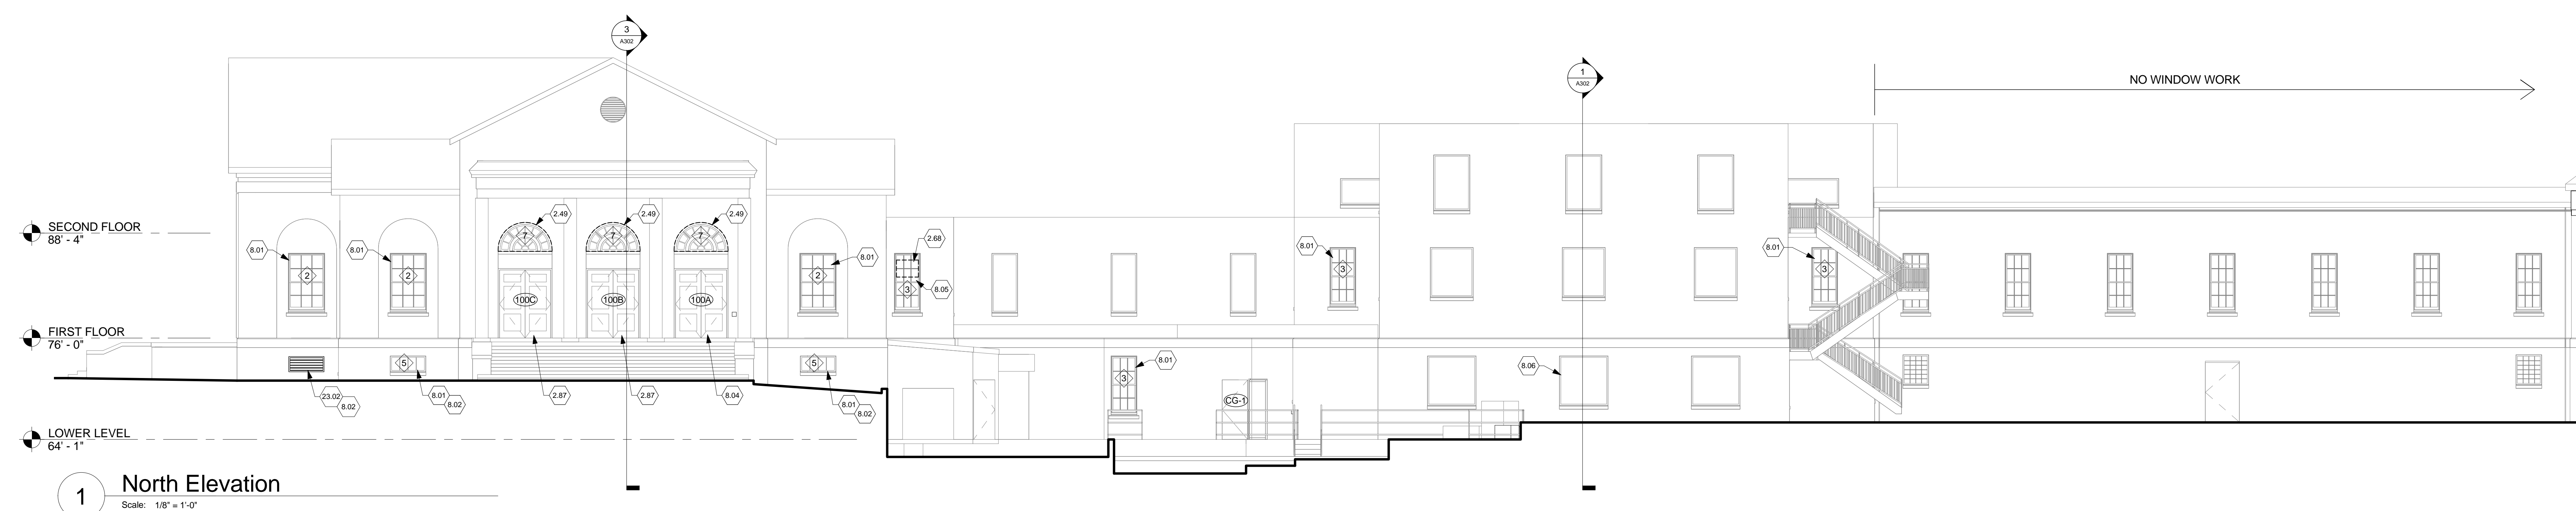 3
A302
1
A302
NO WINDOW WORK
SECOND FLOOR
88' - 4"
2.49
2.49
2.49
7
7
7
2.68
8.01
8.01
8.01
8.01
8.01
2
2
2
3
3
3
8.05
100C
100B
100A
FIRST FLOOR
76' - 0"
5
5
8.01
3
8.06
23.02
8.02
8.01
8.02
2.87
2.87
8.04
8.01
8.02
CG-1
LOWER LEVEL
64' - 1"
1
North Elevation
Scale: 1/8" = 1'-0"